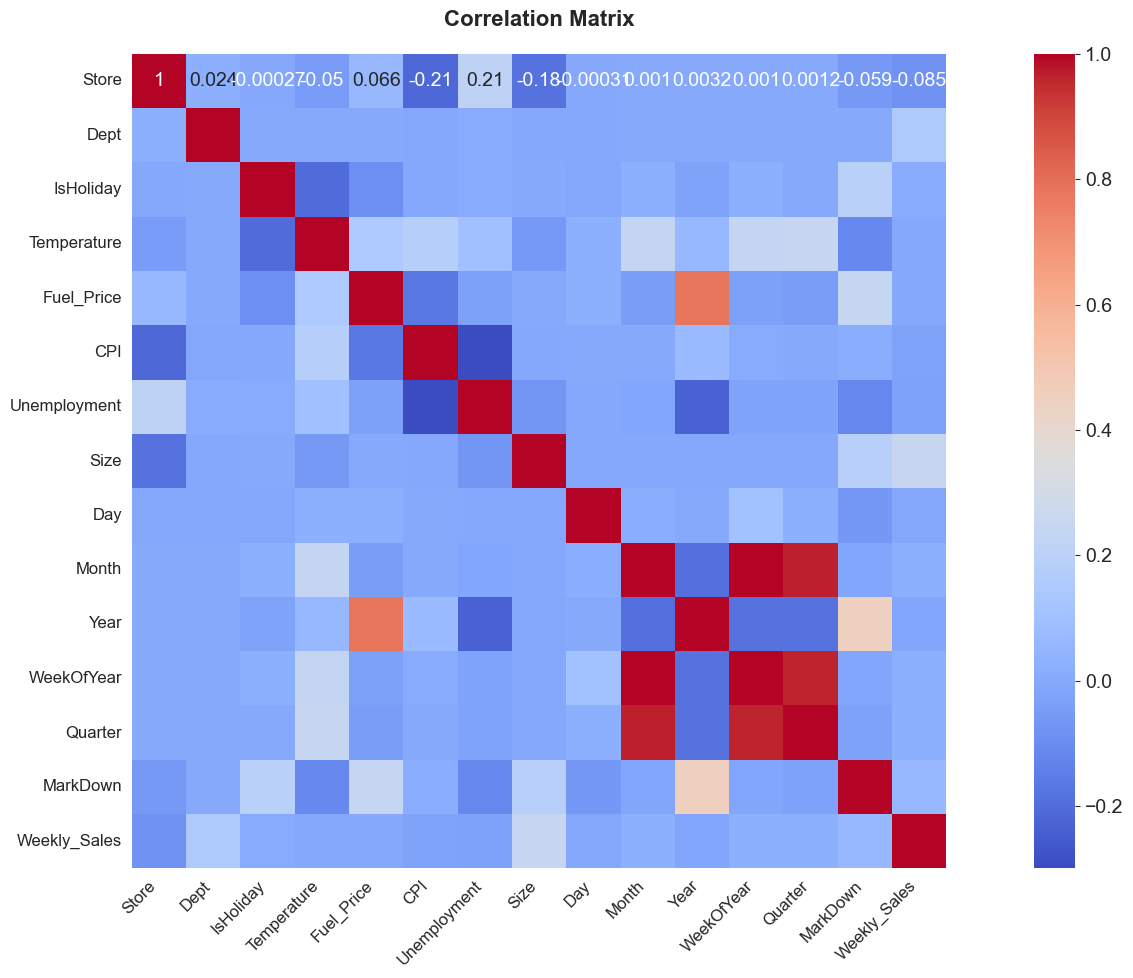 Correlation Matrix
Store 1 0.024 -0.00027 -0.05 0.066 -0.21 0.21 -0.18 -0.00031 0.001 0.0032 0.001 0.0012 -0.059 -0.085
Dept
IsHoliday
Temperature
Fuel_Price
CPI
Unemployment
Size
Day
Month
Year
WeekOfYear
Quarter
MarkDown
Weekly_Sales
Store Dept IsHoliday Temperature Fuel_Price CPI Unemployment Size Day Month Year WeekOfYear Quarter MarkDown Weekly_Sales
1.0
0.8
0.6
0.4
0.2
0.0
−0.2